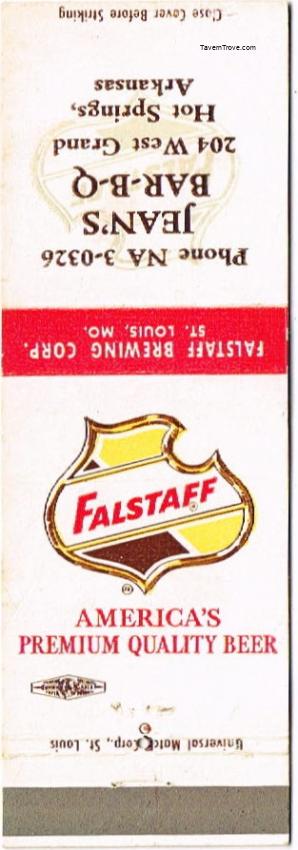 Close Cover Before Striking
TavernTrove.com
Phone NA 3-0326
JEAN'S
BAR-B-Q
204 West Grand
Hot Springs,
Arkansas
FALSTAFF BREWING CORP.
ST. LOUIS, MO.
FALSTAFF
®
AMERICA'S
PREMIUM QUALITY BEER
©
Universal Match Corp., St. Louis